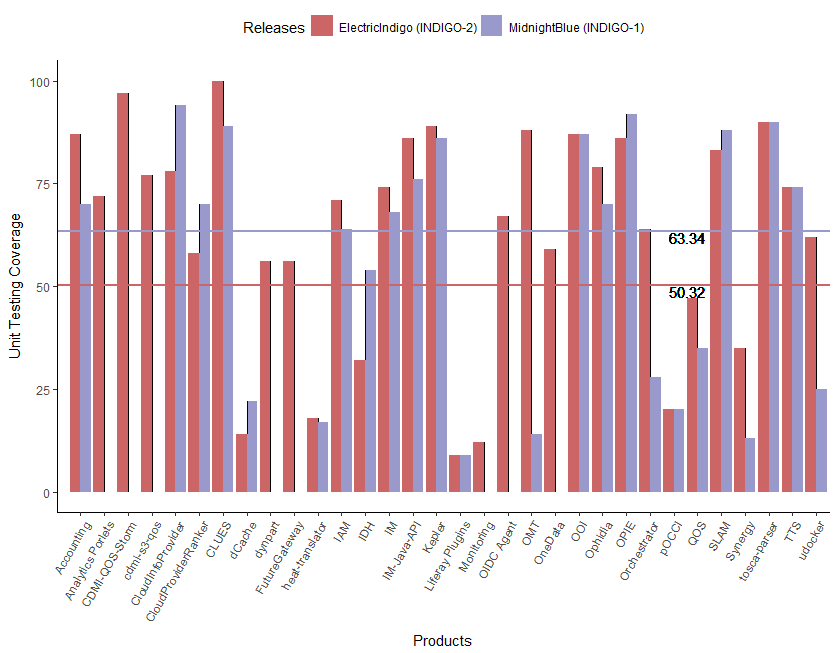 Releases ElectricIndigo (INDIGO-2) MidnightBlue (INDIGO-1)
100
75
50
25
0
Unit Testing Coverage
63.34
50.32
Accounting
Analytics Portlets
CDMI-QOS-Storm
cdmi-s3-qos
CloudInfoProvider
CloudProviderRanker
CLUES
dCache
dynpart
FutureGateway
heat-translator
IAM
IDH
IM
IM-Java-API
Kepler
Liferay Plugins
Monitoring
OIDC Agent
OMT
OneData
OOI
Ophidia
OPIE
Orchestrator
pOCCI
QOS
SLAM
Synergy
tosca-parser
TTS
udocker
Products